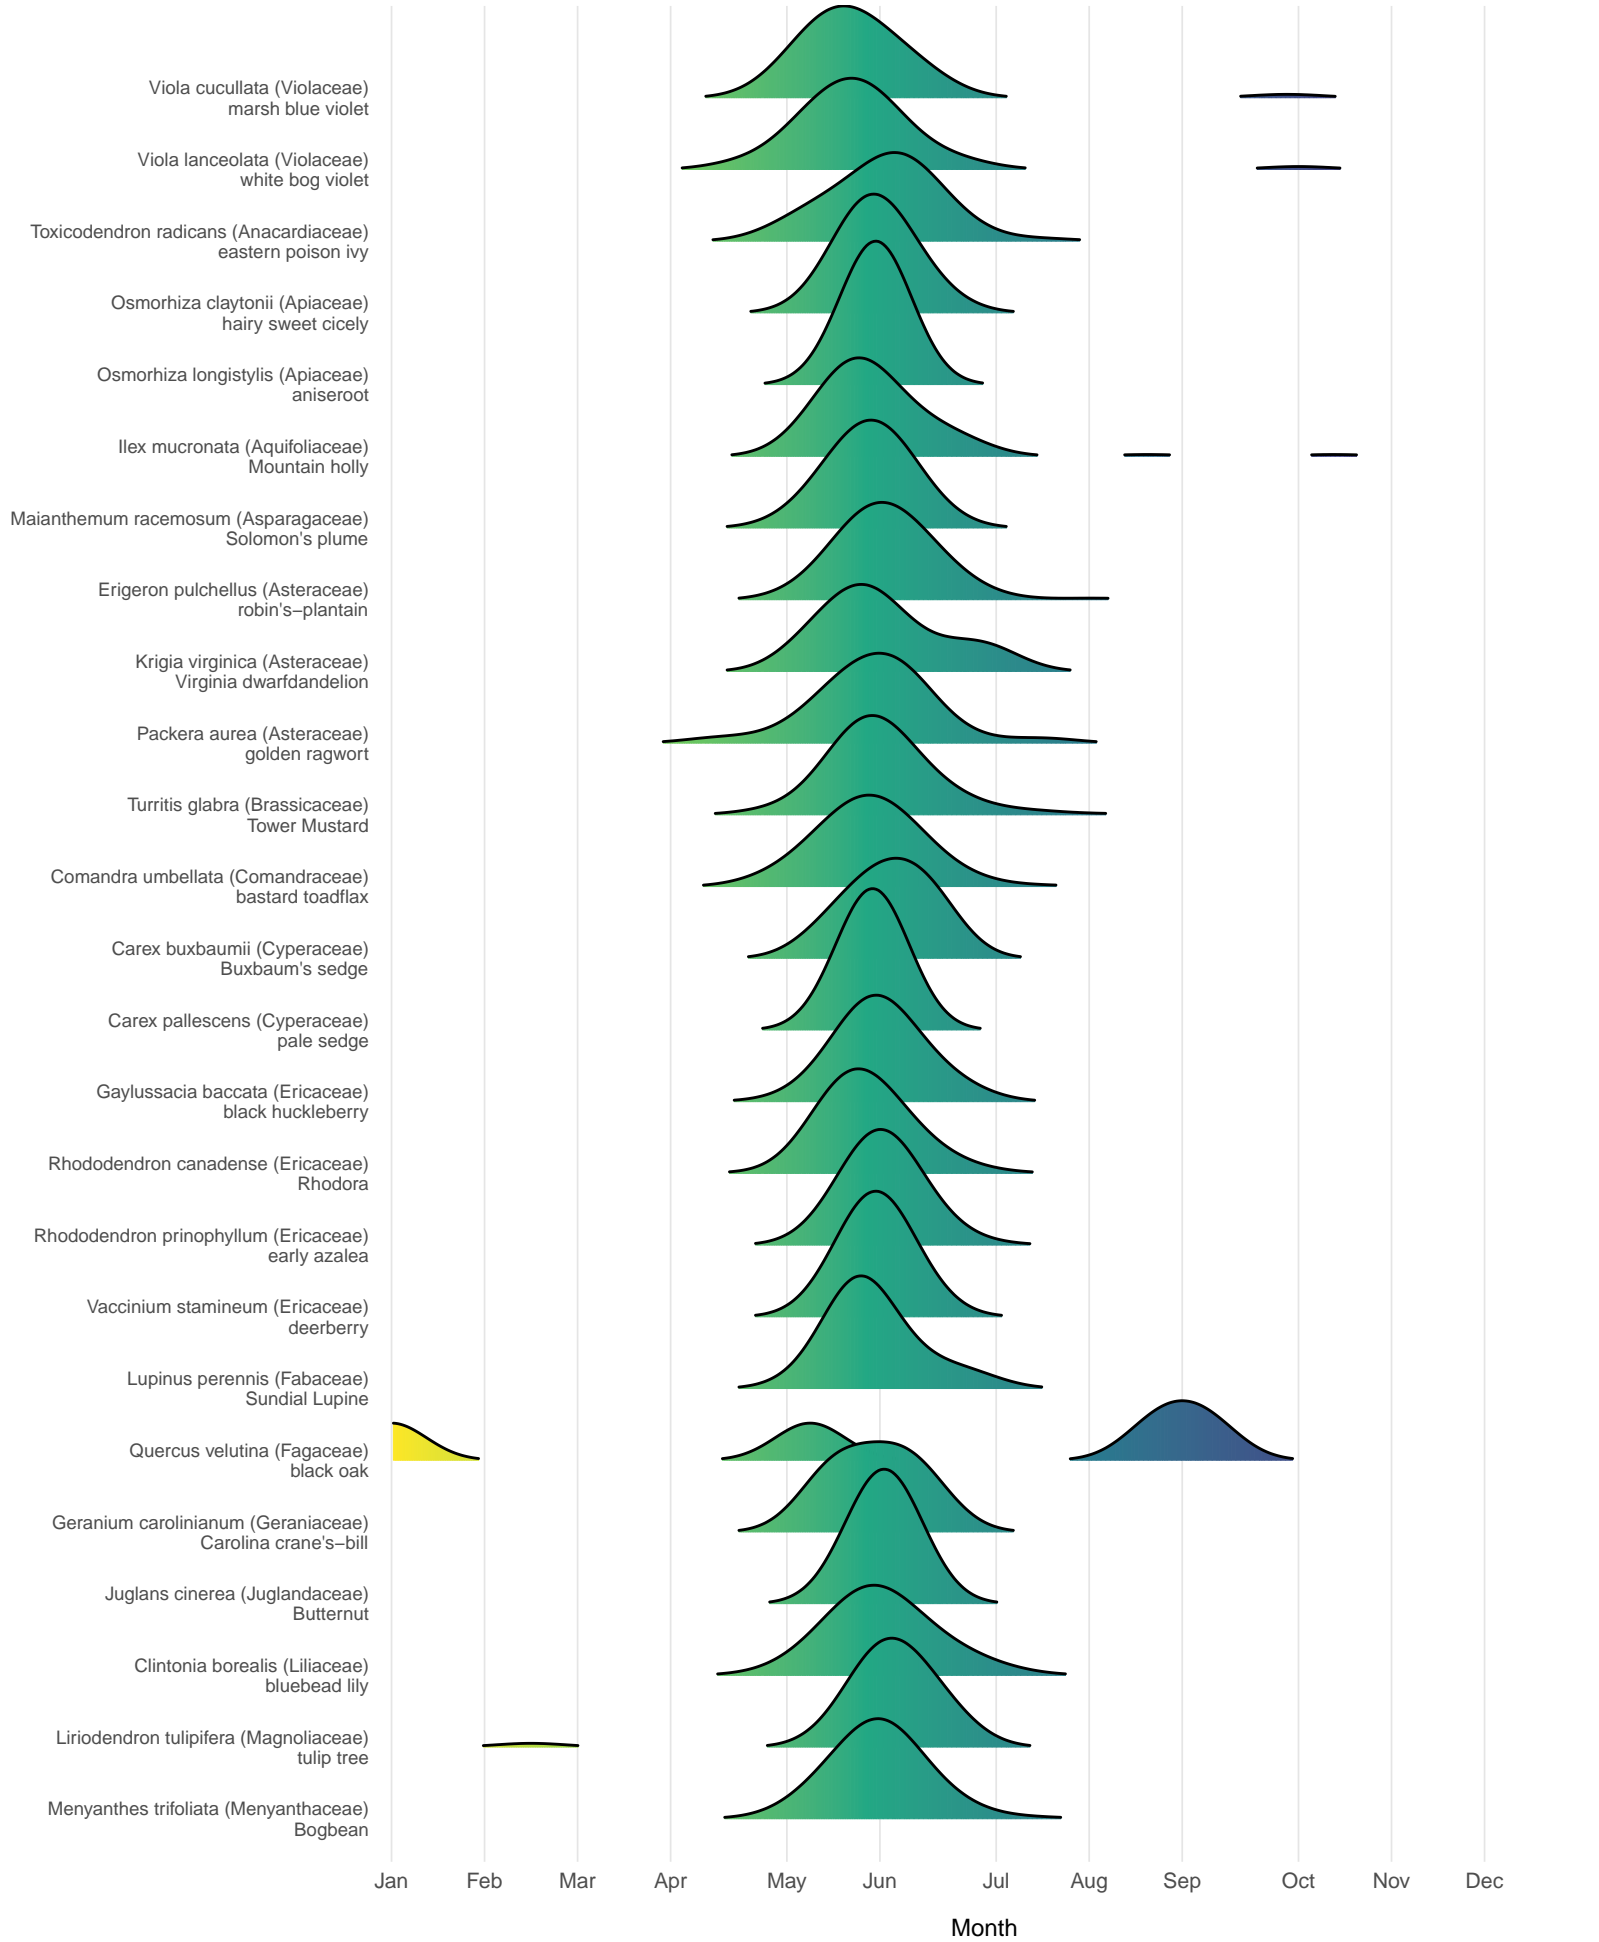 Viola cucullata (Violaceae)
marsh blue violet
Viola lanceolata (Violaceae)
white bog violet
Toxicodendron radicans (Anacardiaceae)
eastern poison ivy
Osmorhiza claytonii (Apiaceae)
hairy sweet cicely
Osmorhiza longistylis (Apiaceae)
aniseroot
Ilex mucronata (Aquifoliaceae)
Mountain holly
Maianthemum racemosum (Asparagaceae)
Solomon's plume
Erigeron pulchellus (Asteraceae)
robin's−plantain
Krigia virginica (Asteraceae)
Virginia dwarfdandelion
Packera aurea (Asteraceae)
golden ragwort
Turritis glabra (Brassicaceae)
Tower Mustard
Comandra umbellata (Comandraceae)
bastard toadflax
Carex buxbaumii (Cyperaceae)
Buxbaum's sedge
Carex pallescens (Cyperaceae)
pale sedge
Gaylussacia baccata (Ericaceae)
black huckleberry
Rhododendron canadense (Ericaceae)
Rhodora
Rhododendron prinophyllum (Ericaceae)
early azalea
Vaccinium stamineum (Ericaceae)
deerberry
Lupinus perennis (Fabaceae)
Sundial Lupine
Quercus velutina (Fagaceae)
black oak
Geranium carolinianum (Geraniaceae)
Carolina crane's−bill
Juglans cinerea (Juglandaceae)
Butternut
Clintonia borealis (Liliaceae)
bluebead lily
Liriodendron tulipifera (Magnoliaceae)
tulip tree
Menyanthes trifoliata (Menyanthaceae)
Bogbean
Jan Feb Mar Apr May Jun Jul Aug Sep Oct Nov Dec
Month